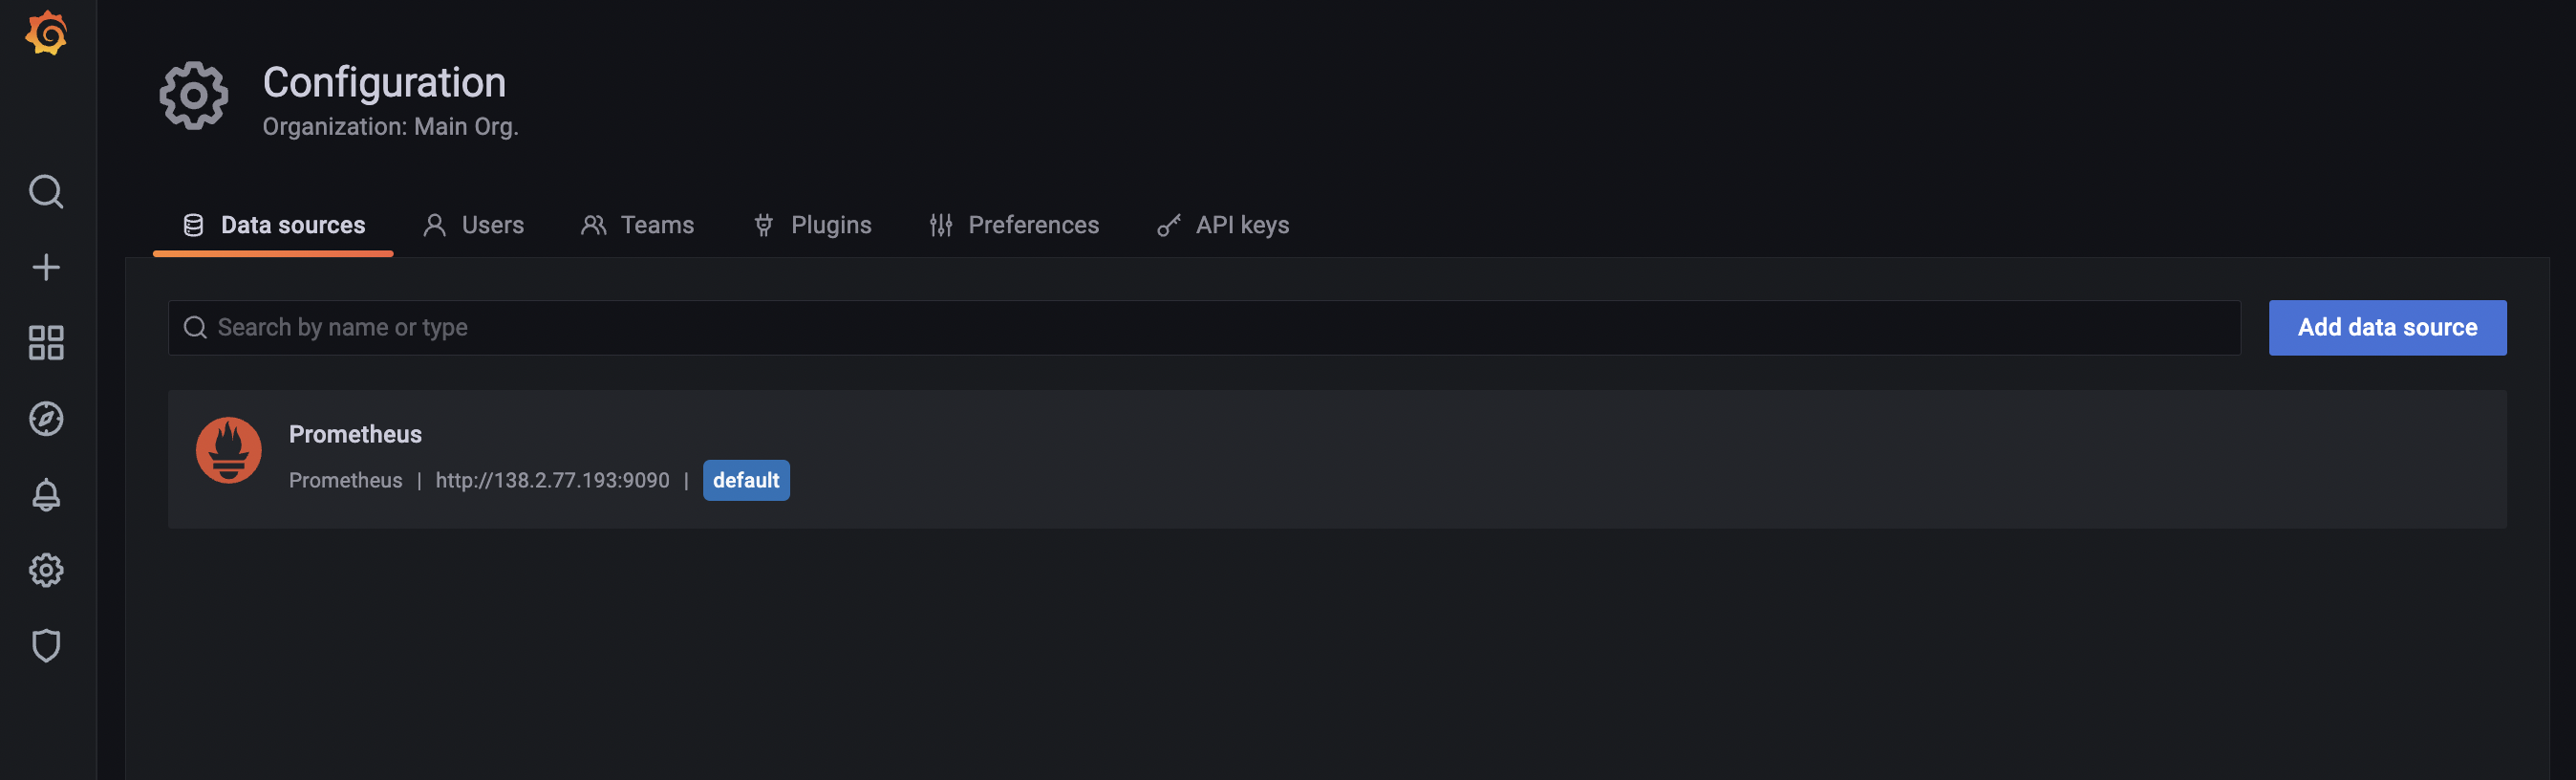 Configuration
Organization: Main Org.
Data sources Users Teams Plugins Preferences API keys
Search by name or type Add data source
Prometheus
Prometheus | http://138.2.77.193:9090 | default